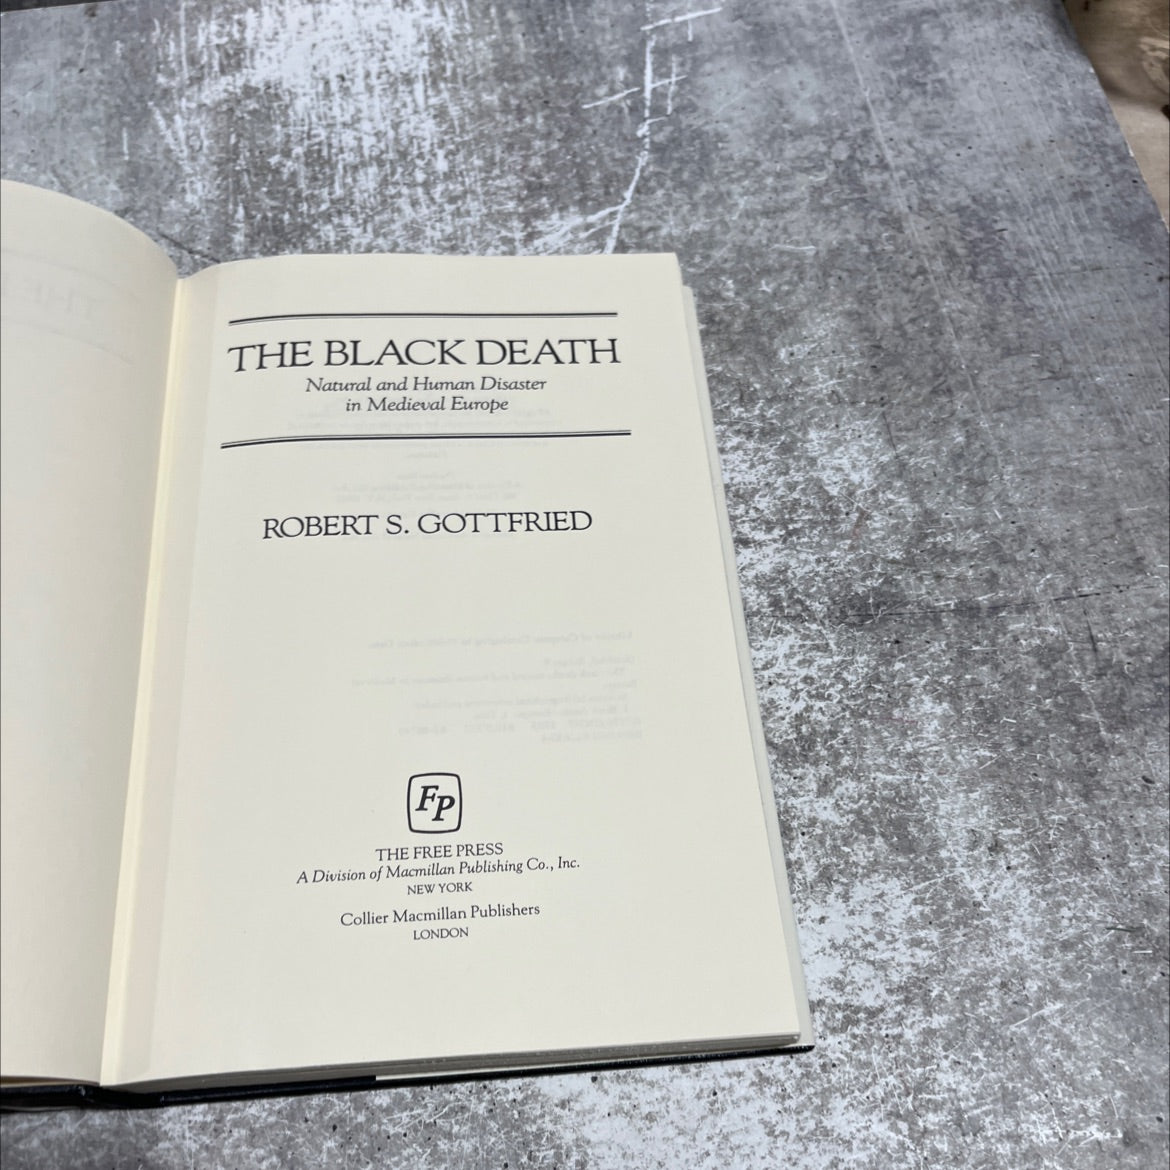 THE BLACK DEATH
Natural and Human Disaster
in Medieval Europe
ROBERT S. GOTTFRIED
FP
THE FREE PRESS
A Division of Macmillan Publishing Co., Inc.
NEW YORK
Collier Macmillan Publishers
LONDON